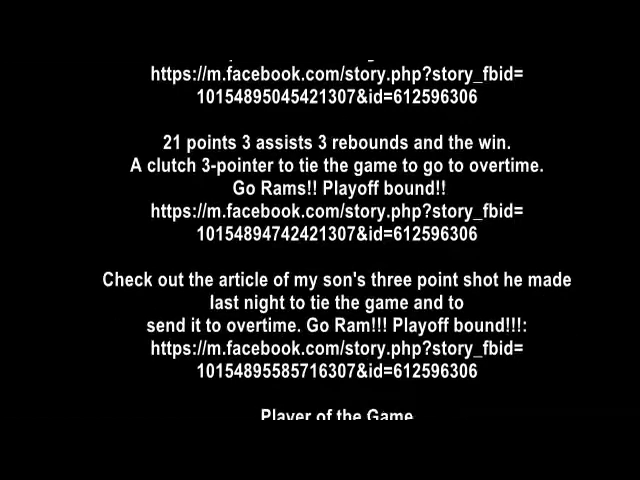 https://m.facebook.com/story.php?story_fbid=
10154895045421307&id=612596306
21 points 3 assists 3 rebounds and the win.
A clutch 3-pointer to tie the game to go to overtime.
Go Rams!! Playoff bound!!
https://m.facebook.com/story.php?story_fbid=
10154894742421307&id=612596306
Check out the article of my son's three point shot he made
last night to tie the game and to
send it to overtime. Go Ram!!! Playoff bound!!!:
https://m.facebook.com/story.php?story_fbid=
10154895585716307&id=612596306
Player of the Game